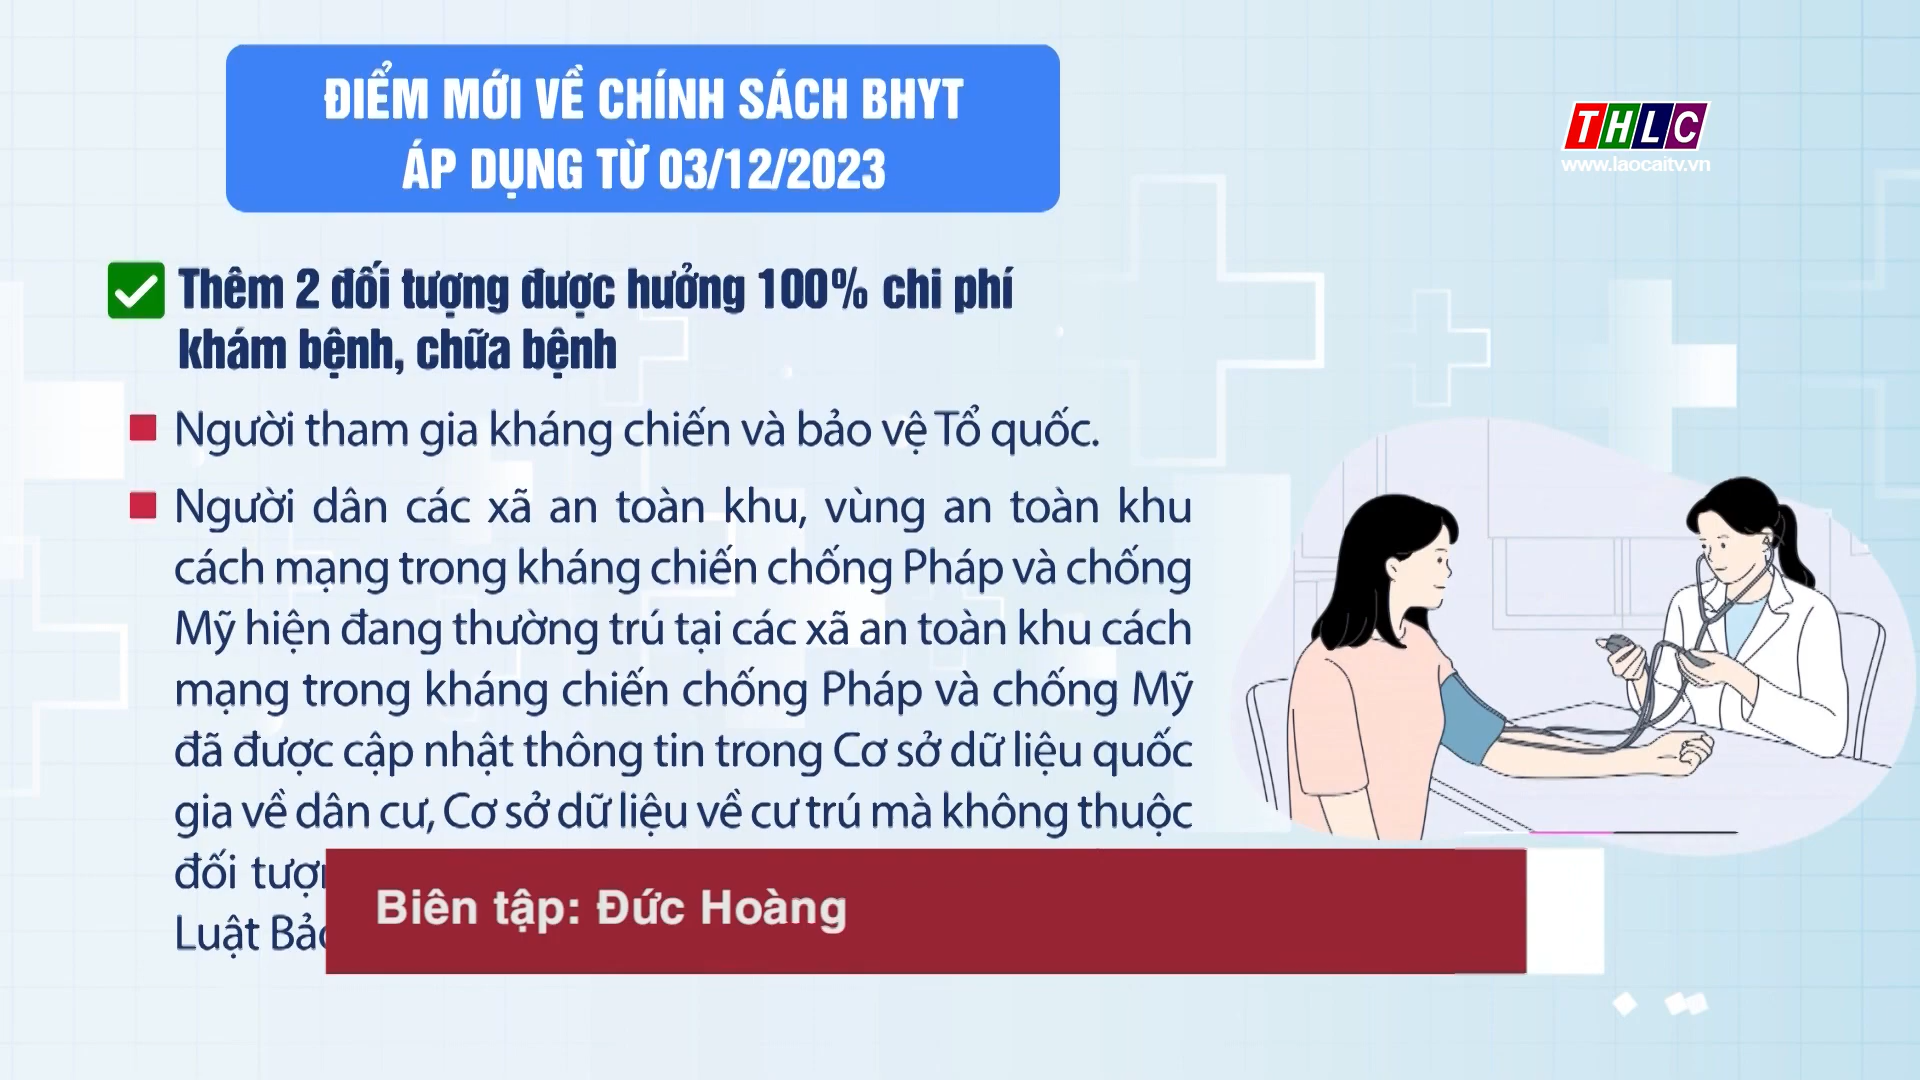 ĐIỂM MỚI VỀ CHÍNH SÁCH BHYT
ÁP DỤNG TỪ 03/12/2023
THLC
www.laocaitv.vn
Thêm 2 đối tượng được hưởng 100% chi phí
khám bệnh, chữa bệnh
Người tham gia kháng chiến và bảo vệ Tổ quốc.
Người dân các xã an toàn khu, vùng an toàn khu
cách mạng trong kháng chiến chống Pháp và chống
Mỹ hiện đang thường trú tại các xã an toàn khu cách
mạng trong kháng chiến chống Pháp và chống Mỹ
đã được cập nhật thông tin trong Cơ sở dữ liệu quốc
gia về dân cư, Cơ sở dữ liệu về cư trú mà không thuộc
đối
Luật
Biên tập: Đức Hoàng